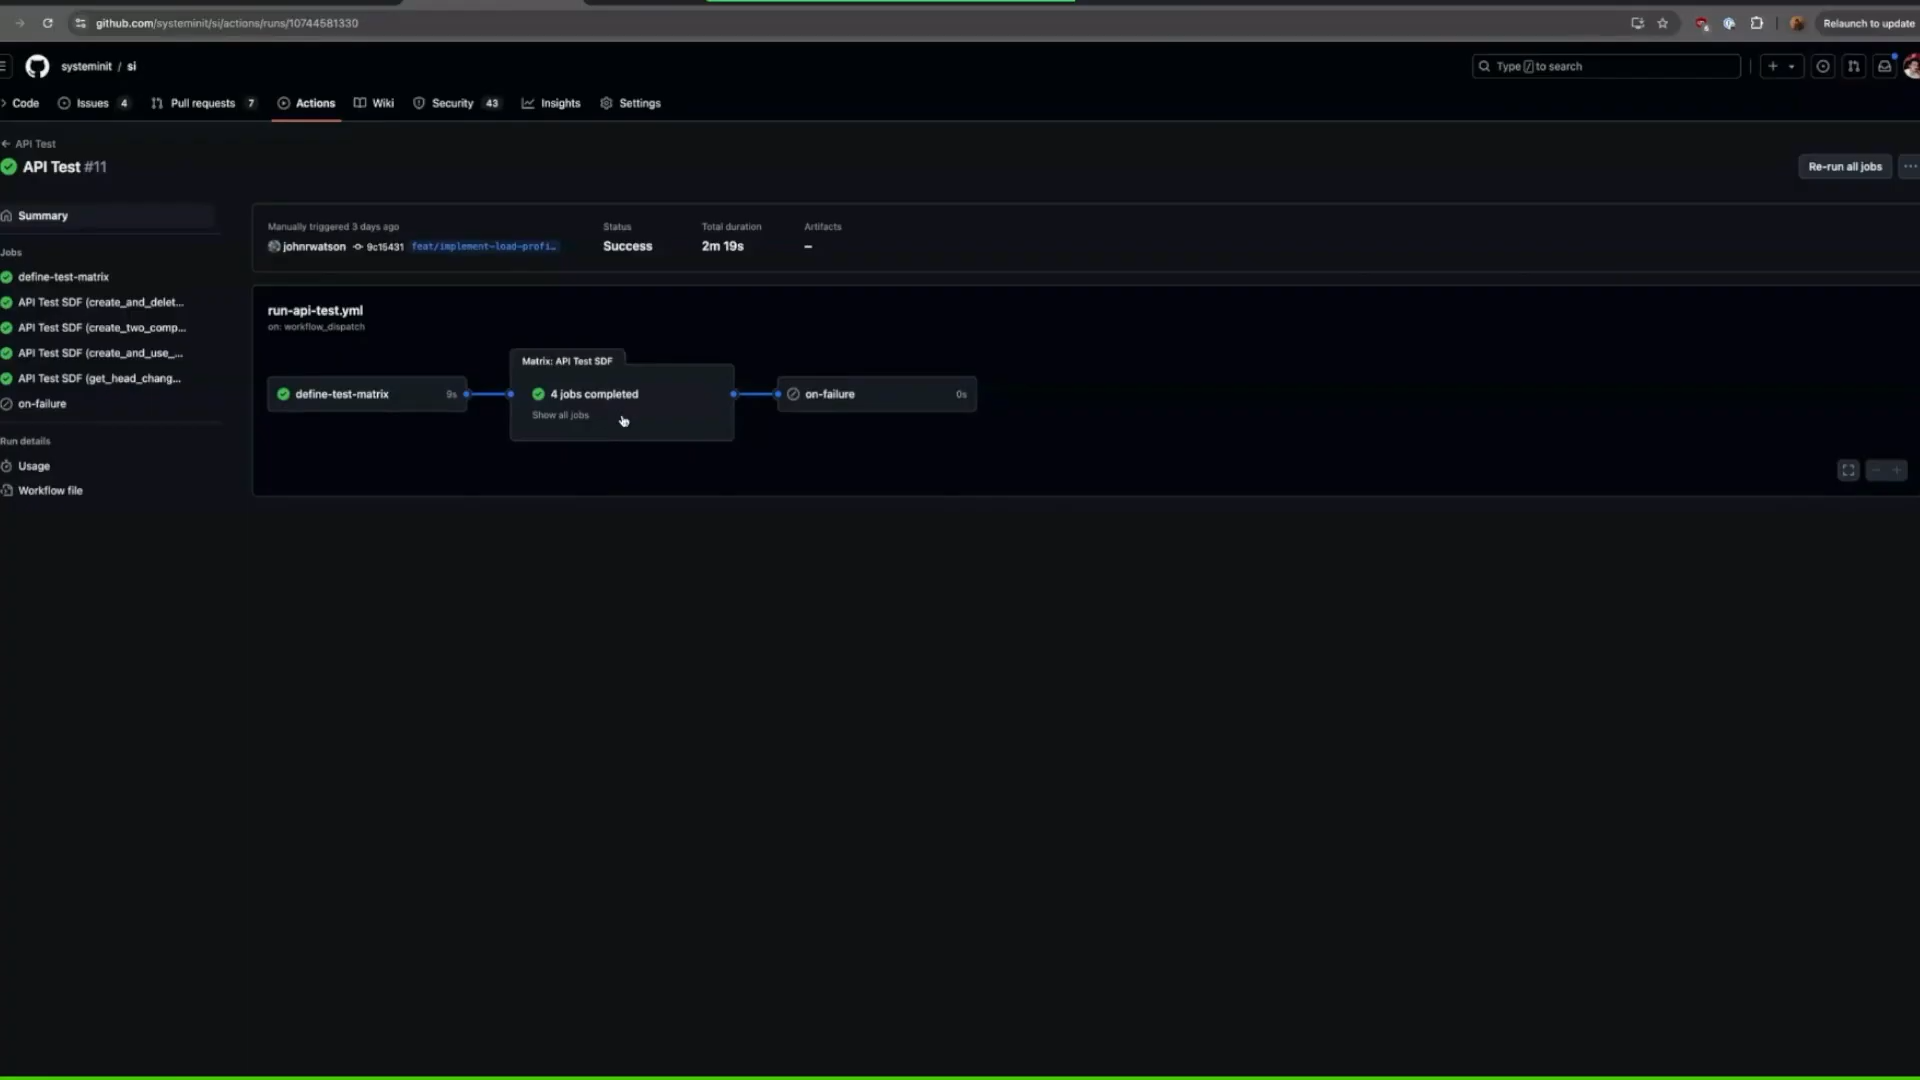 github.com/systeminit/si/actions/runs/10744581330
Relaunch to update
systeminit / si
Type / to search
Code
Issues 4
Pull requests 7
Actions
Wiki
Security 43
Insights
Settings
API Test
API Test #11
Re-run all jobs
Summary
Manually triggered 3 days ago
Status
Total duration
Artifacts
johnrwatson 9c15431 feat/implement-load-profi…
Success
2m 19s
–
Jobs
define-test-matrix
API Test SDF (create_and_delet...
API Test SDF (create_two_comp...
API Test SDF (create_and_use_...
API Test SDF (get_head_chang...
on-failure
Run details
Usage
Workflow file
run-api-test.yml
on: workflow_dispatch
Matrix: API Test SDF
define-test-matrix 9s
4 jobs completed
Show all jobs
on-failure 0s